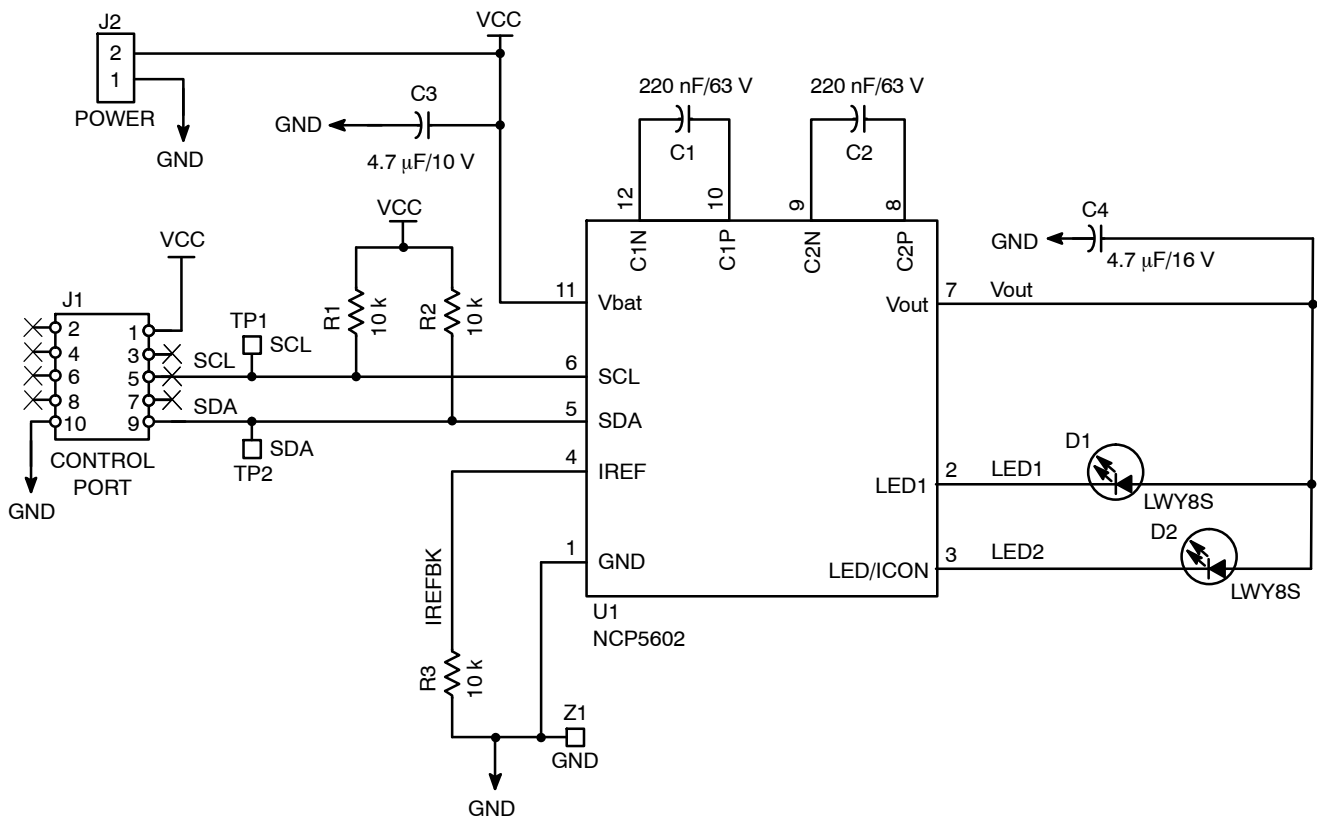 J2
2
1
POWER
GND
VCC
C3
GND
4.7 μF/10 V
220 nF/63 V
C1
220 nF/63 V
C2
12
10
9
8
C1N
C1P
C2N
C2P
C4
GND
4.7 μF/16 V
VCC
R1
10 k
R2
10 k
VCC
J1
2
4
6
8
10
1
3
5
7
9
CONTROL
PORT
GND
TP1
SCL
SCL
SDA
SDA
TP2
11
Vbat
6
SCL
5
SDA
4
IREF
1
GND
7
Vout
Vout
2
LED1
LED1
3
LED/ICON
LED2
D1
LWY8S
D2
LWY8S
U1
NCP5602
IREFBK
R3
10 k
Z1
GND
GND